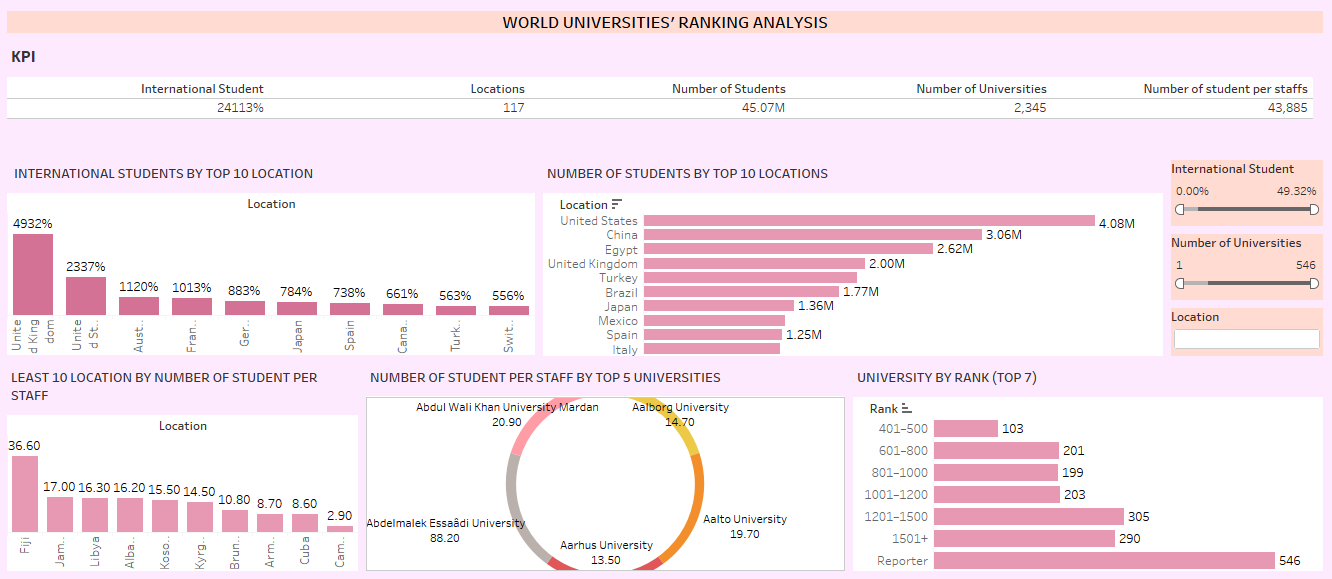 WORLD UNIVERSITIES’ RANKING ANALYSIS
KPI
International Student Locations Number of Students Number of Universities Number of student per staffs
24113% 117 45.07M 2,345 43,885
INTERNATIONAL STUDENTS BY TOP 10 LOCATION
Location
4932%
2337%
1120%
1013%
883%
784%
738%
661%
563%
556%
Unite
d King
dom
Unite
d St..
Aust..
Fran..
Ger..
Japan
Spain
Cana..
Turk..
Swit..
NUMBER OF STUDENTS BY TOP 10 LOCATIONS
Location
United States 4.08M
China 3.06M
Egypt 2.62M
United Kingdom 2.00M
Turkey
Brazil 1.77M
Japan 1.36M
Mexico
Spain 1.25M
Italy
International Student
0.00% 49.32%
Number of Universities
1 546
Location
LEAST 10 LOCATION BY NUMBER OF STUDENT PER
STAFF
Location
36.60
17.00 16.30 16.20 15.50 14.50 10.80 8.70 8.60 2.90
Fiji
Jam..
Libya
Alba..
Koso..
Kyrg..
Brun..
Arm..
Cuba
Cam..
NUMBER OF STUDENT PER STAFF BY TOP 5 UNIVERSITIES
Abdul Wali Khan University Mardan
20.90
Aalborg University
14.70
Abdelmalek Essaâdi University
88.20
Aalto University
19.70
Aarhus University
13.50
UNIVERSITY BY RANK (TOP 7)
Rank
401–500 103
601–800 201
801–1000 199
1001–1200 203
1201–1500 305
1501+ 290
Reporter 546